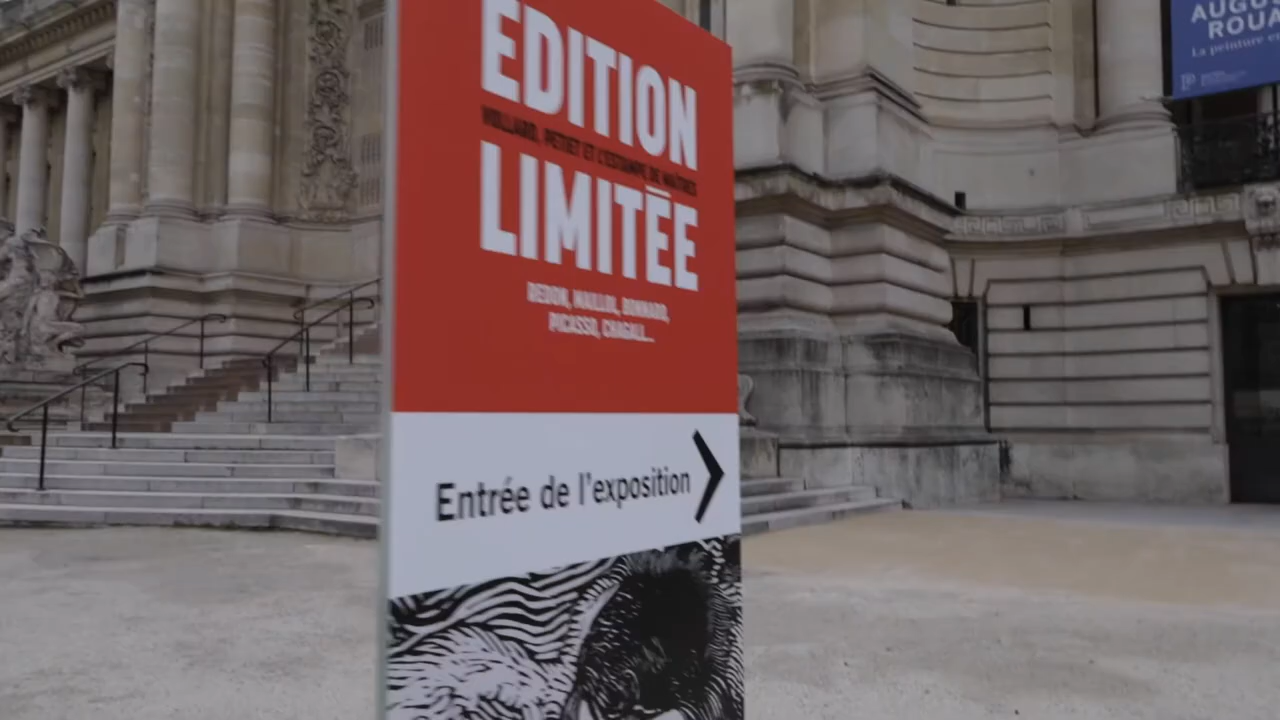 EDITION
VOLLARD, PETIET ET L'ESTAMPE DE MAÎTRES
LIMITÉE
REDON, MAILLOL, BONNARD,
PICASSO, CHAGALL...
Entrée de l'exposition
AUGU
ROUA
La peinture e